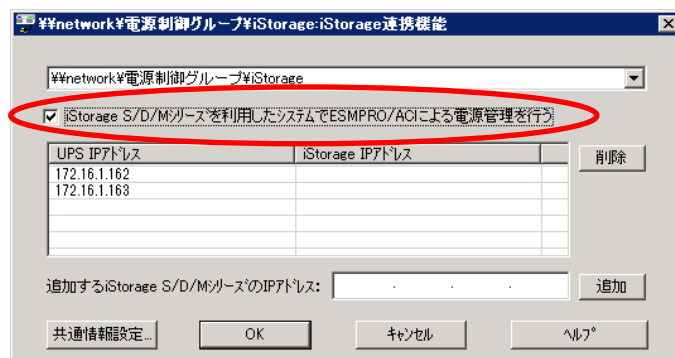 ¥¥network¥電源制御グループ¥iStorage:iStorage連携機能
¥¥network¥電源制御グループ¥iStorage
iStorage S/D/Mｼﾘｰｽﾞを利用したｼｽﾃﾑでESMPRO/ACIによる電源管理を行う
UPS IPｱﾄﾞﾚｽ iStorage IPｱﾄﾞﾚｽ
削除
172.16.1.162
172.16.1.163
追加するiStorage S/D/MｼﾘｰｽﾞのIPｱﾄﾞﾚｽ: . . .
追加
共通情報設定... OK ｷｬﾝｾﾙ ﾍﾙﾌﾟ